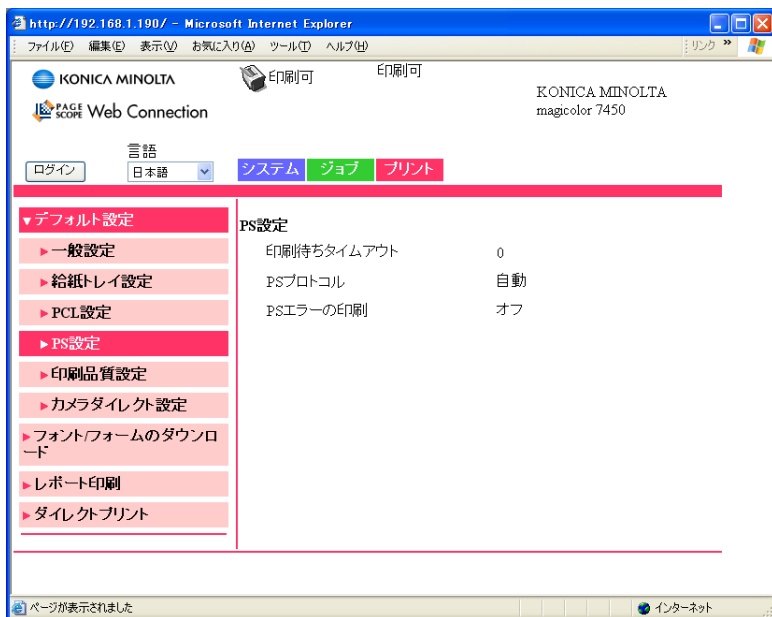 http://192.168.1.190/ - Microsoft Internet Explorer
ファイル(F) 編集(E) 表示(V) お気に入り(A) ツール(T) ヘルプ(H) リンク »
KONICA MINOLTA 印刷可 印刷可
KONICA MINOLTA
PAGE SCOPE Web Connection
magicolor 7450
言語
ログイン 日本語 システム ジョブ プリント
▼デフォルト設定
▶一般設定
▶給紙トレイ設定
▶PCL設定
▶PS設定
▶印刷品質設定
▶カメラダイレクト設定
▶フォント/フォームのダウンロ
ード
▶レポート印刷
▶ダイレクトプリント
PS設定
印刷待ちタイムアウト 0
PSプロトコル 自動
PSエラーの印刷 オフ
ページが表示されました インターネット